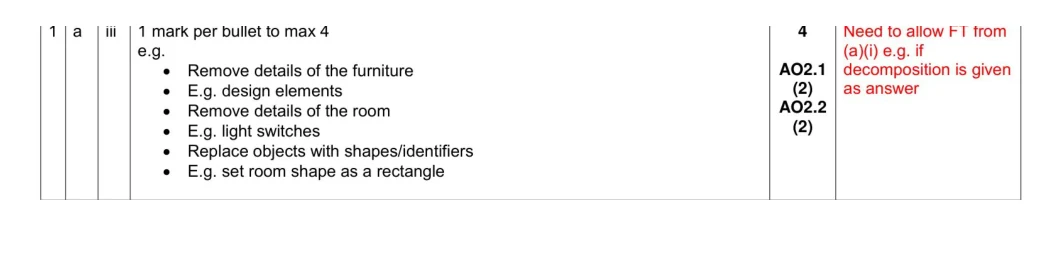 1 a iii 1 mark per bullet to max 4 4 Need to allow FT from
e.g. (a)(i) e.g. if
• Remove details of the furniture AO2.1 decomposition is given
• E.g. design elements (2) as answer
• Remove details of the room AO2.2
• E.g. light switches (2)
• Replace objects with shapes/identifiers
• E.g. set room shape as a rectangle